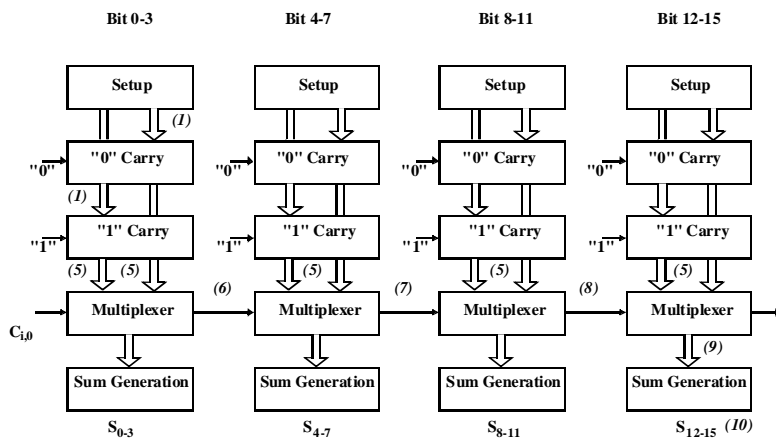 Bit 0-3 Bit 4-7 Bit 8-11 Bit 12-15
Setup Setup Setup Setup
(1)
"0" Carry "0" Carry "0" Carry "0" Carry
"0" "0" "0" "0"
(1)
"1" Carry "1" Carry "1" Carry "1" Carry
"1" "1" "1" "1"
(5) (5) (5) (5) (5)
(6) (7) (8)
Multiplexer Multiplexer Multiplexer Multiplexer
Ci,0
(9)
Sum Generation Sum Generation Sum Generation Sum Generation
S0-3 S4-7 S8-11 S12-15 (10)